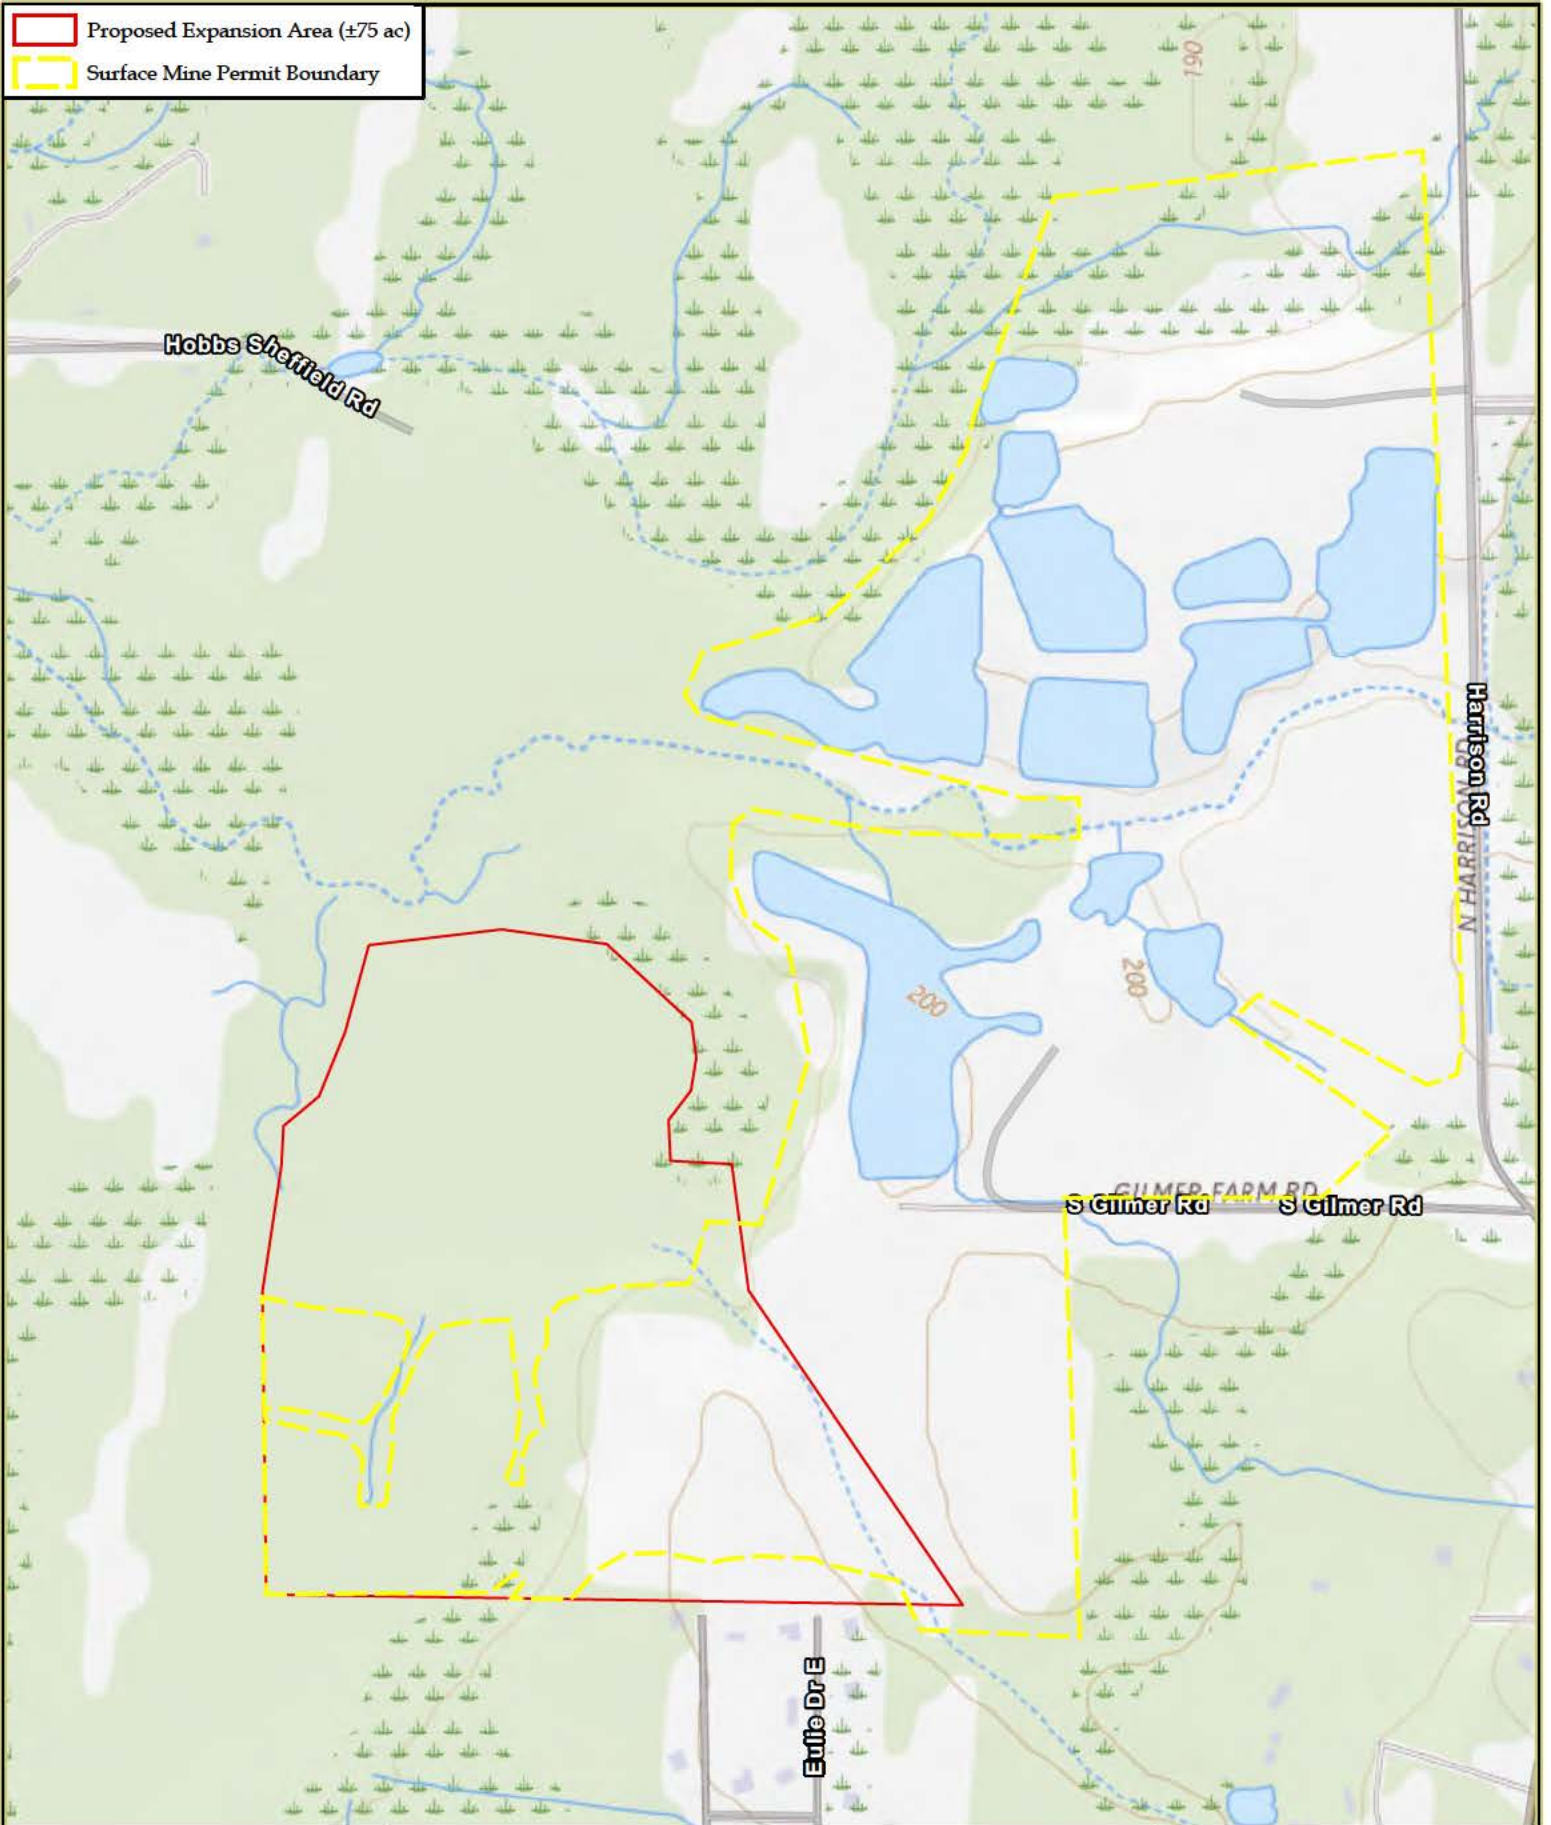 Proposed Expansion Area (±75 ac)
Surface Mine Permit Boundary
190
Hobbs Sheffield Rd
Harrison Rd
N HARRISON RD
200
200
GILMER FARM RD
S Gilmer Rd
S Gilmer Rd
Eulie Dr E